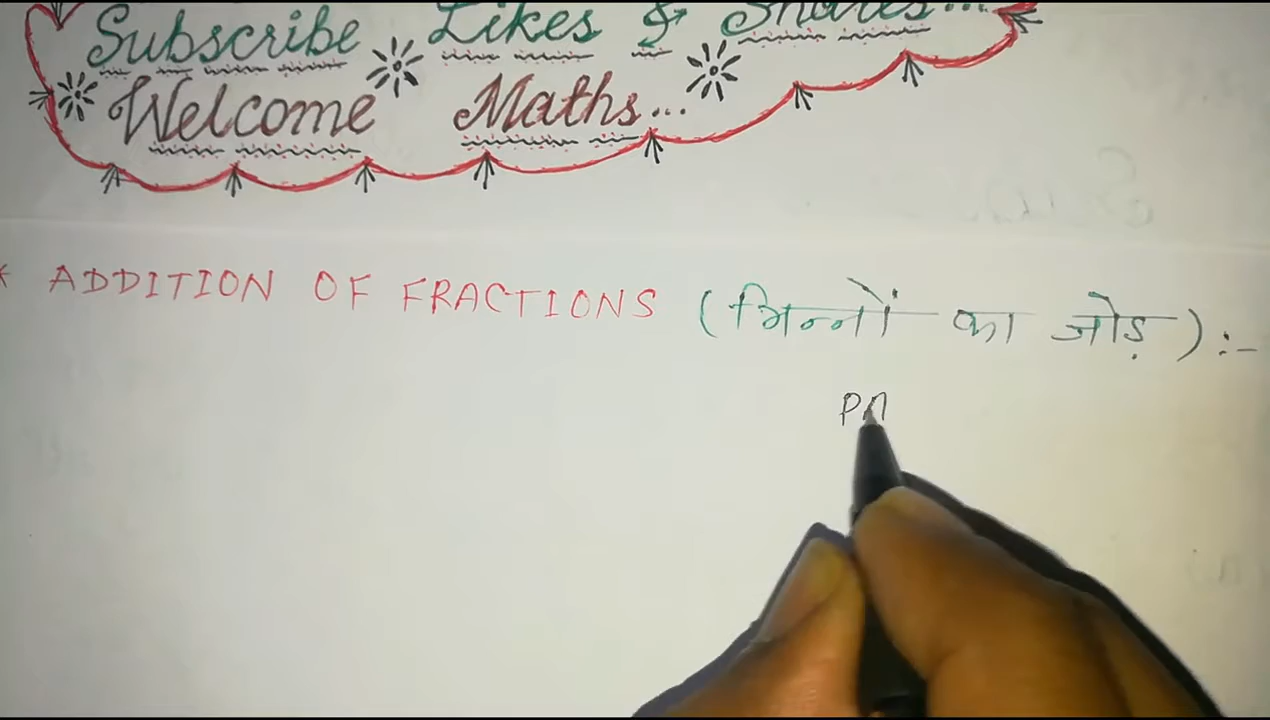 Subscribe Likes & Shares...
Welcome Maths...
* ADDITION OF FRACTIONS (भिन्नों का जोड़) :-